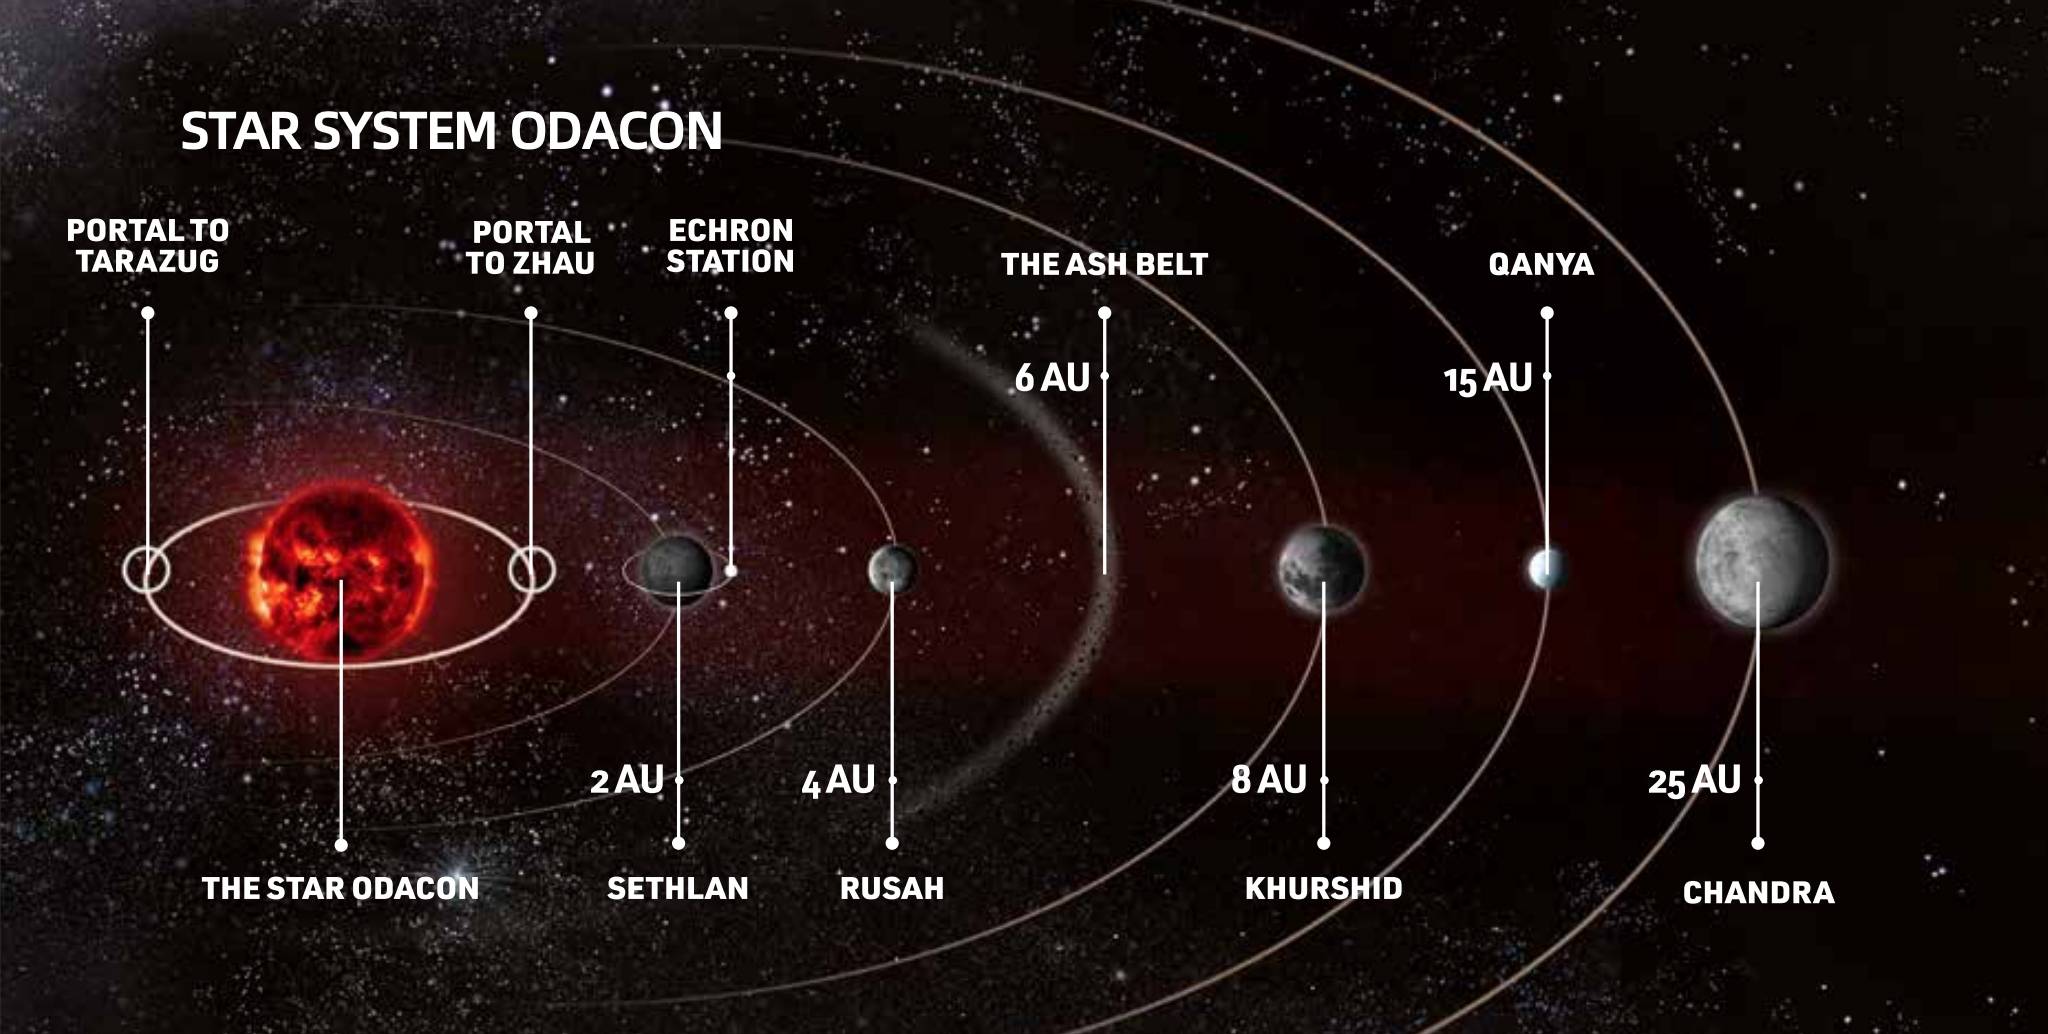 STAR SYSTEM ODACON
PORTAL TO
TARAZUG
PORTAL
TO ZHAU
ECHRON
STATION
THE ASH BELT
QANYA
6 AU
15 AU
2 AU
4 AU
8 AU
25 AU
THE STAR ODACON
SETHLAN
RUSAH
KHURSHID
CHANDRA